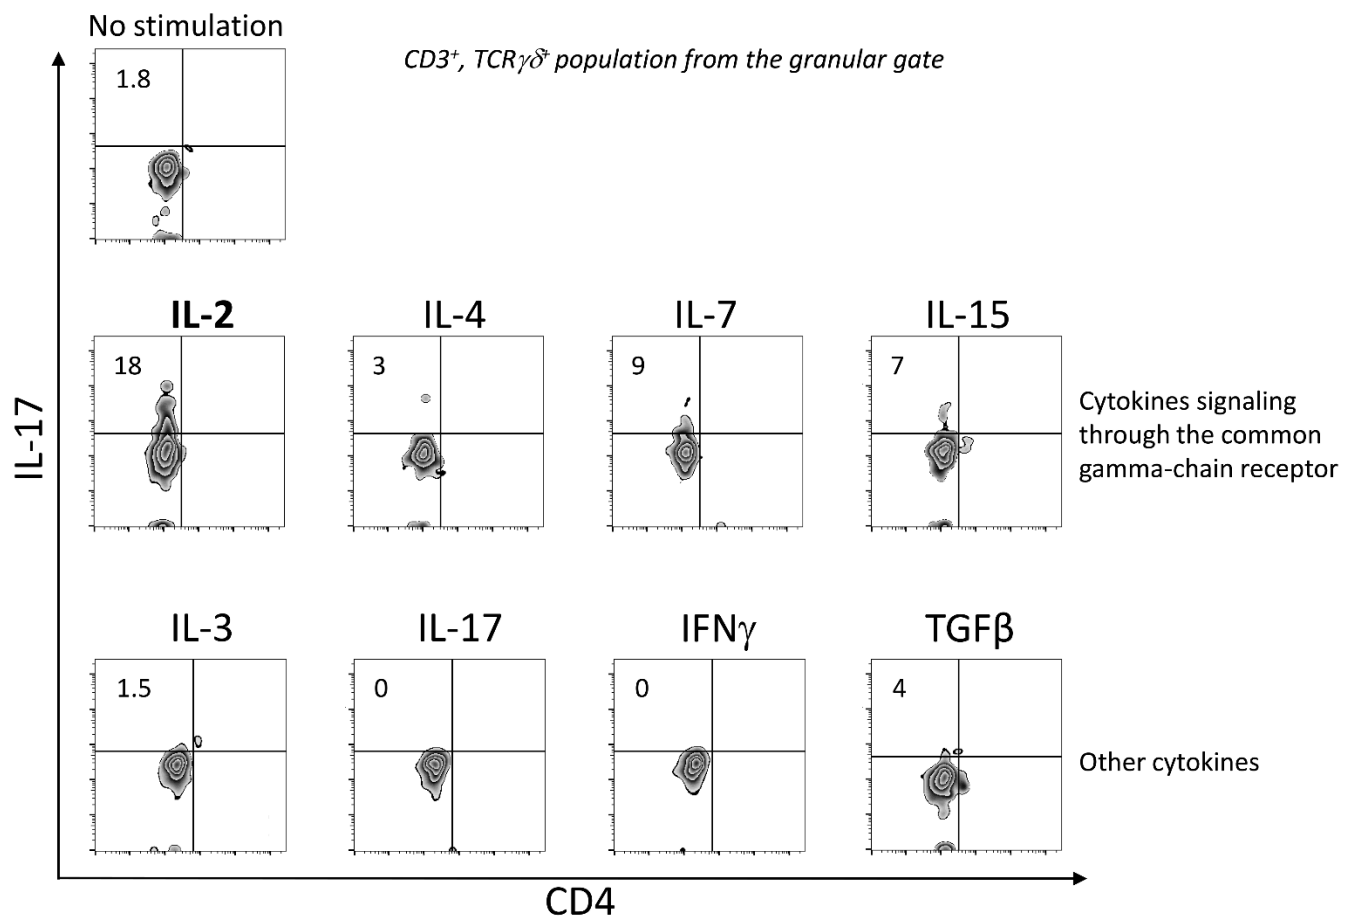 No stimulation
CD3⁺, TCRγδ⁺ population from the granular gate
1.8
IL-2
IL-4
IL-7
IL-15
18
3
9
7
Cytokines signaling
through the common
gamma-chain receptor
IL-17
IL-3
IL-17
IFNγ
TGFβ
1.5
0
0
4
Other cytokines
CD4